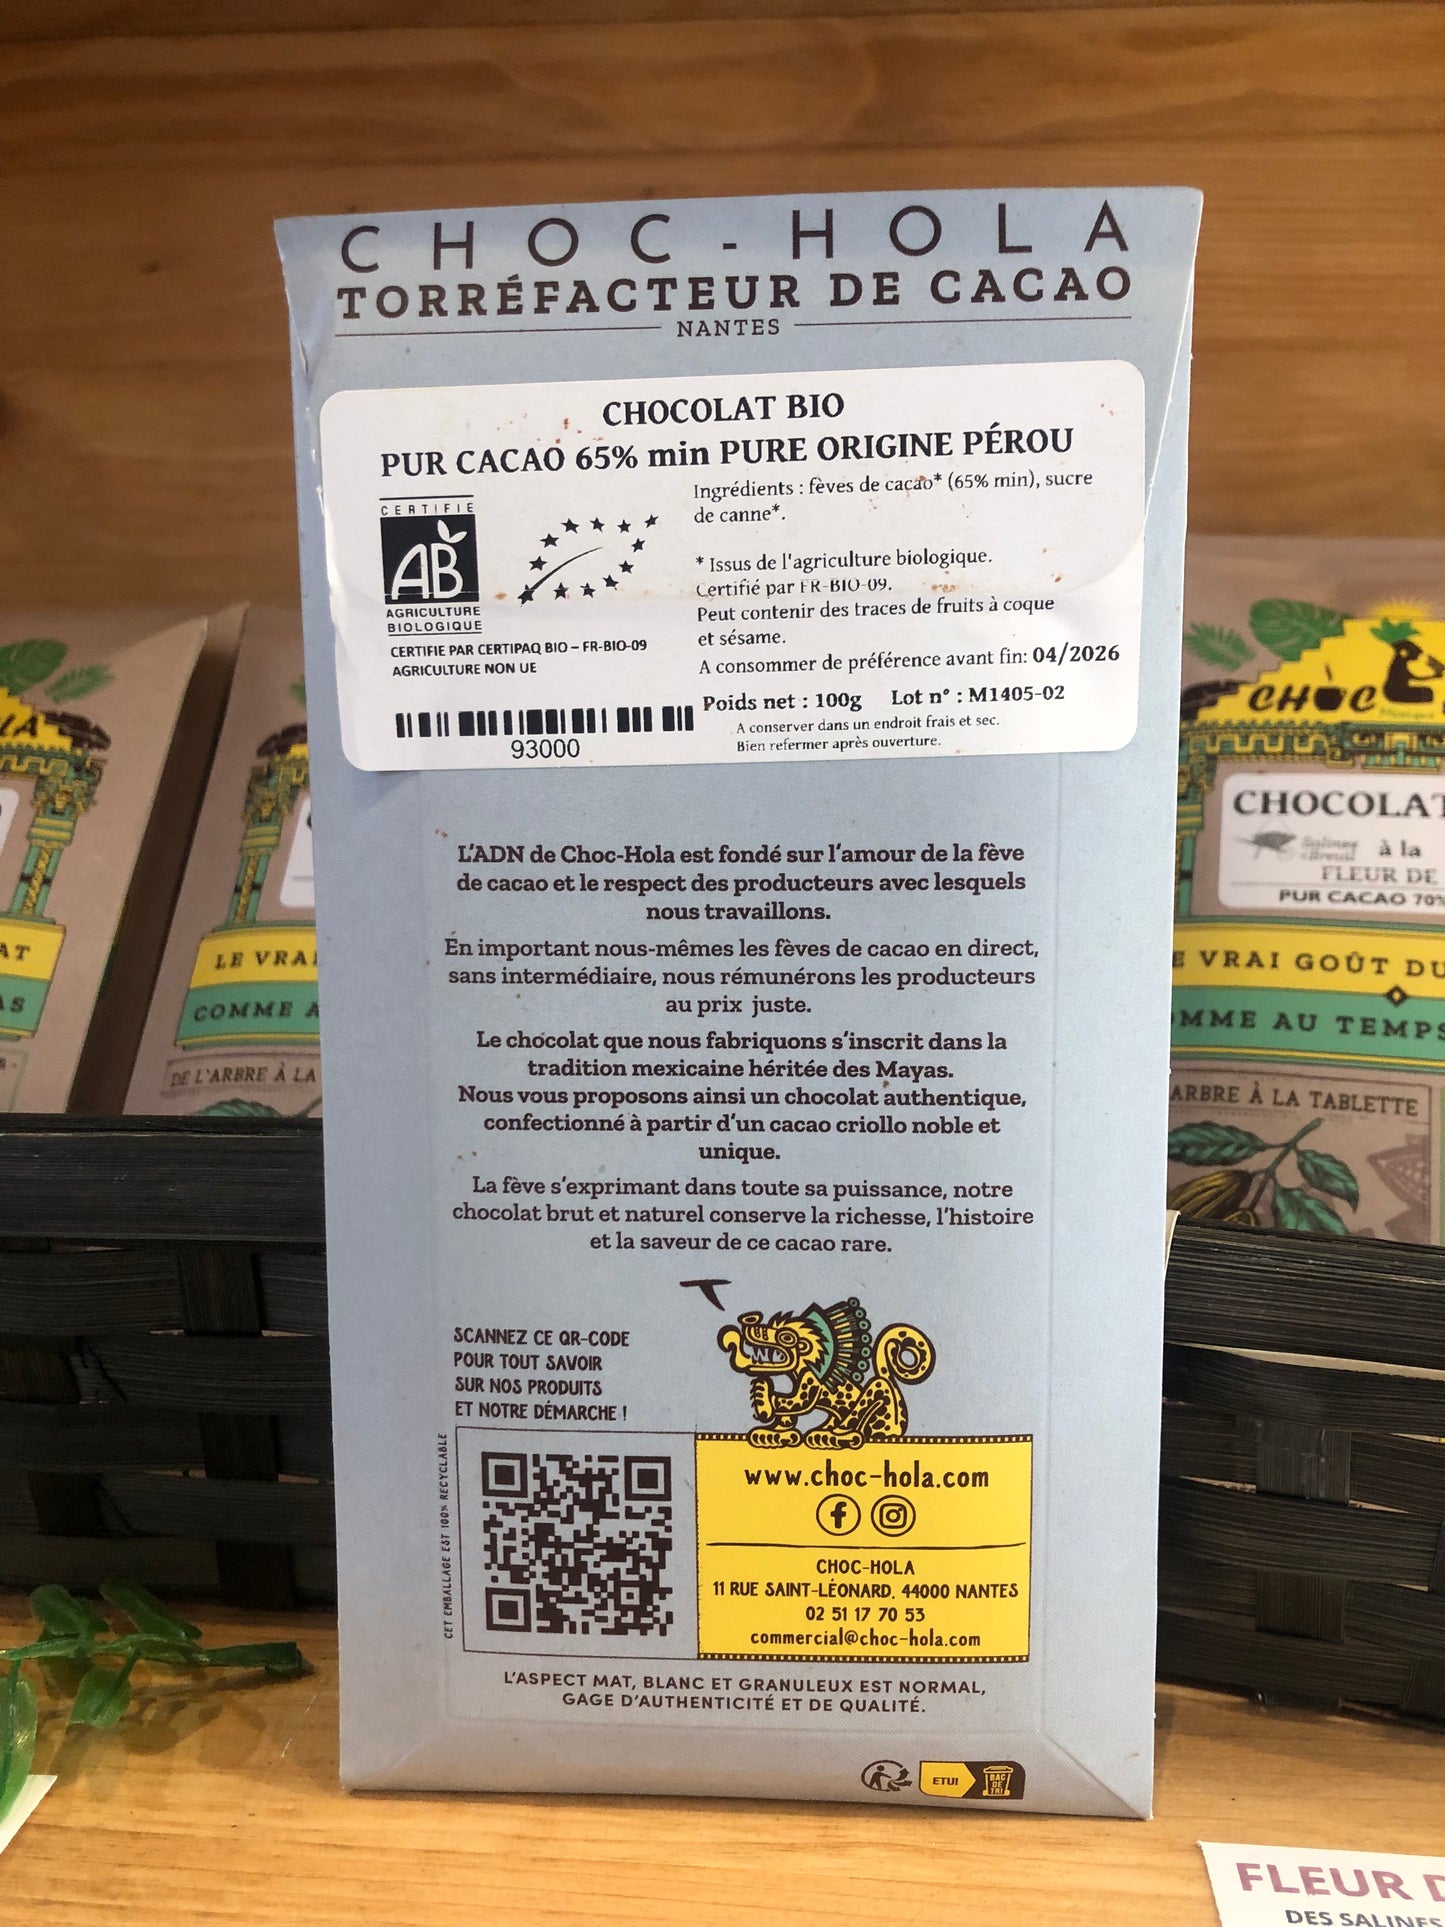 CHOC-HOLA
TORRÉFACTEUR DE CACAO
NANTES
CHOCOLAT BIO
PUR CACAO 65% min PURE ORIGINE PÉROU
CERTIFIÉ
AB
AGRICULTURE
BIOLOGIQUE
CERTIFIE PAR CERTIPAQ BIO – FR-BIO-09
AGRICULTURE NON UE
93000
Ingrédients : fèves de cacao* (65% min), sucre
de canne*.
* Issus de l'agriculture biologique.
Certifié par FR-BIO-09.
Peut contenir des traces de fruits à coque
et sésame.
A consommer de préférence avant fin: 04/2026
Poids net : 100g Lot n° : M1405-02
A conserver dans un endroit frais et sec.
Bien refermer après ouverture.
L'ADN de Choc-Hola est fondé sur l'amour de la fève
de cacao et le respect des producteurs avec lesquels
nous travaillons.
En important nous-mêmes les fèves de cacao en direct,
sans intermédiaire, nous rémunérons les producteurs
au prix juste.
Le chocolat que nous fabriquons s'inscrit dans la
tradition mexicaine héritée des Mayas.
Nous vous proposons ainsi un chocolat authentique,
confectionné à partir d'un cacao criollo noble et
unique.
La fève s'exprimant dans toute sa puissance, notre
chocolat brut et naturel conserve la richesse, l'histoire
et la saveur de ce cacao rare.
SCANNEZ CE QR-CODE
POUR TOUT SAVOIR
SUR NOS PRODUITS
ET NOTRE DÉMARCHE !
CET EMBALLAGE EST 100% RECYCLABLE
www.choc-hola.com
CHOC-HOLA
11 RUE SAINT-LÉONARD, 44000 NANTES
02 51 17 70 53
commercial@choc-hola.com
L'ASPECT MAT, BLANC ET GRANULEUX EST NORMAL,
GAGE D'AUTHENTICITÉ ET DE QUALITÉ.
ETUI
BAC
DE
TRI
LE VRAI
COMME A
DE L'ARBRE À LA
CHOC
CHOCOLAT
à la
FLEUR DE
PUR CACAO 70%
E VRAI GOÛT DU
MME AU TEMPS
ARBRE À LA TABLETTE
FLEUR D
DES SALINES